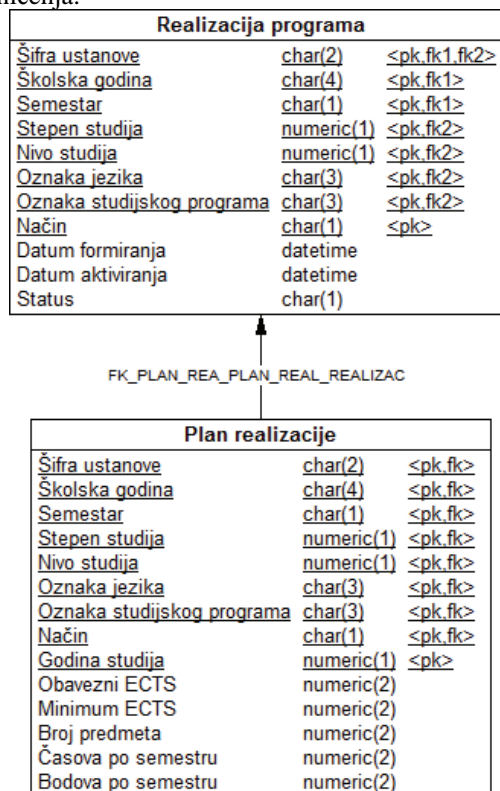 Realizacija programa
Šifra ustanove char(2) <pk,fk1,fk2>
Školska godina char(4) <pk,fk1>
Semestar char(1) <pk,fk1>
Stepen studija numeric(1) <pk,fk2>
Nivo studija numeric(1) <pk,fk2>
Oznaka jezika char(3) <pk,fk2>
Oznaka studijskog programa char(3) <pk,fk2>
Način char(1) <pk>
Datum formiranja datetime
Datum aktiviranja datetime
Status char(1)
FK_PLAN_REA_PLAN_REAL_REALIZAC
Plan realizacije
Šifra ustanove char(2) <pk,fk>
Školska godina char(4) <pk,fk>
Semestar char(1) <pk,fk>
Stepen studija numeric(1) <pk,fk>
Nivo studija numeric(1) <pk,fk>
Oznaka jezika char(3) <pk,fk>
Oznaka studijskog programa char(3) <pk,fk>
Način char(1) <pk,fk>
Godina studija numeric(1) <pk>
Obavezni ECTS numeric(2)
Minimum ECTS numeric(2)
Broj predmeta numeric(2)
Časova po semestru numeric(2)
Bodova po semestru numeric(2)